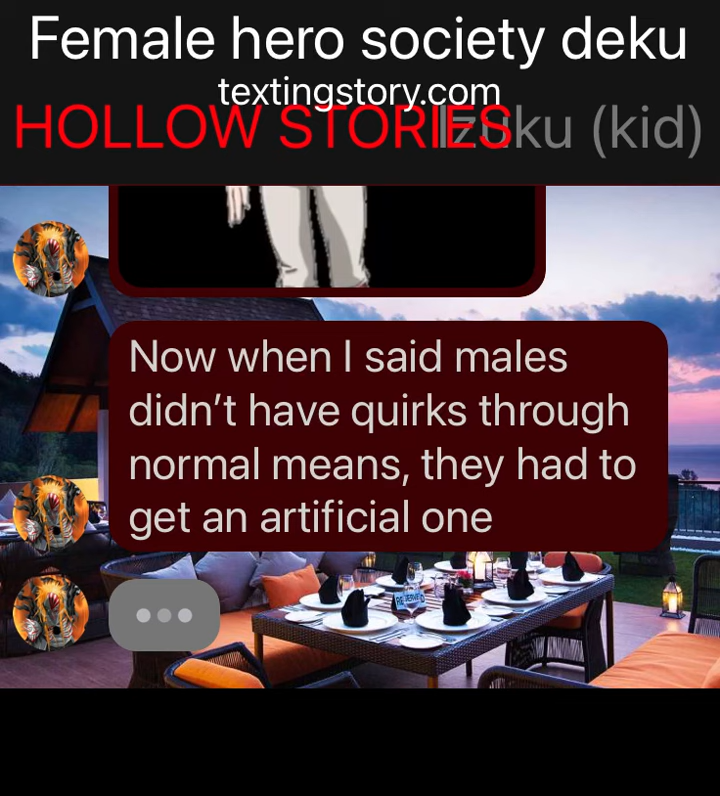 Female hero society deku
textingstory.com
HOLLOW STORIES Izuku (kid)
Now when I said males
didn't have quirks through
normal means, they had to
get an artificial one